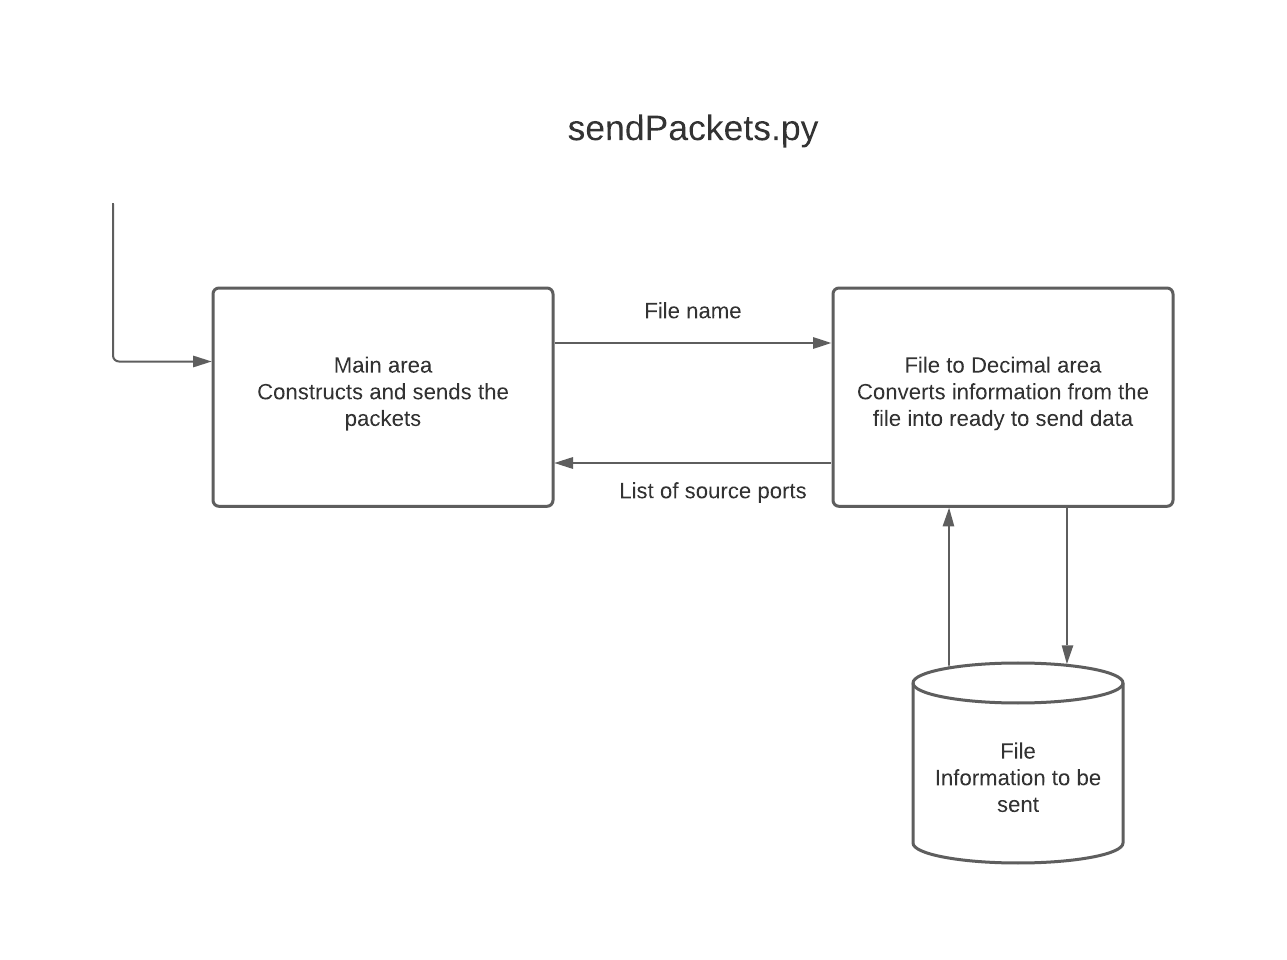 sendPackets.py
File name
Main area
Constructs and sends the
packets
File to Decimal area
Converts information from the
file into ready to send data
List of source ports
File
Information to be
sent